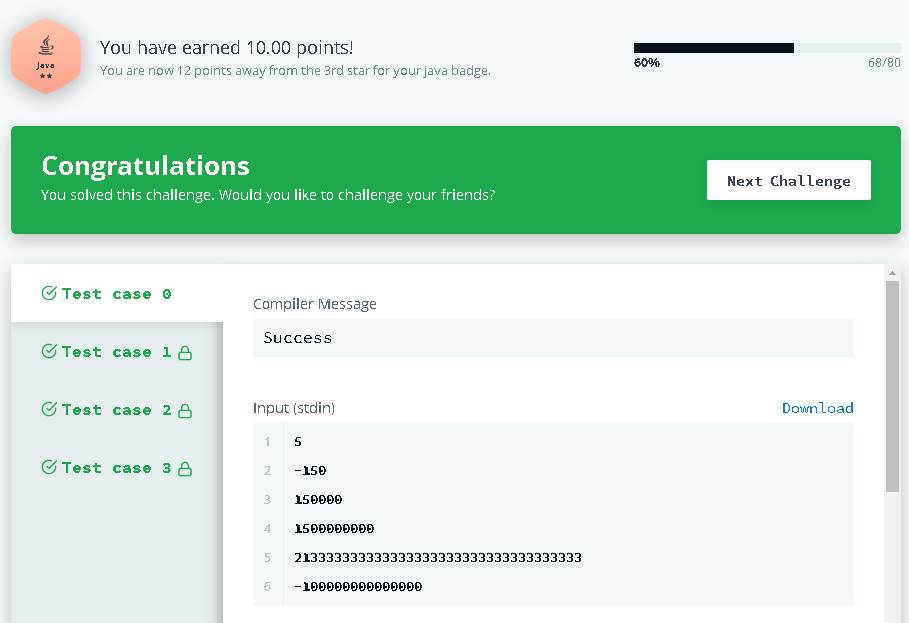 You have earned 10.00 points!
You are now 12 points away from the 3rd star for your java badge.
Java
60%
68/80
Congratulations
You solved this challenge. Would you like to challenge your friends?
Next Challenge
Test case 0
Test case 1
Test case 2
Test case 3
Compiler Message
Success
Input (stdin)
Download
1 5
2 -150
3 150000
4 1500000000
5 213333333333333333333333333333333333
6 -100000000000000